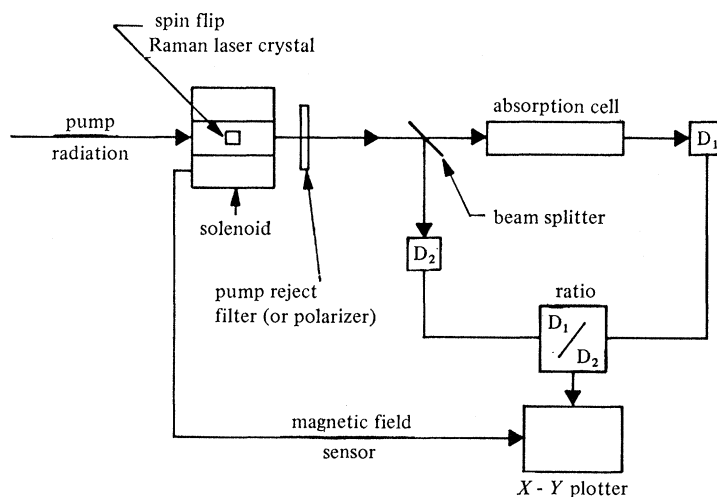 spin flip
Raman laser crystal
pump
radiation
solenoid
pump reject
filter (or polarizer)
absorption cell
beam splitter
D₁
D₂
ratio
D₁
D₂
magnetic field
sensor
X - Y plotter